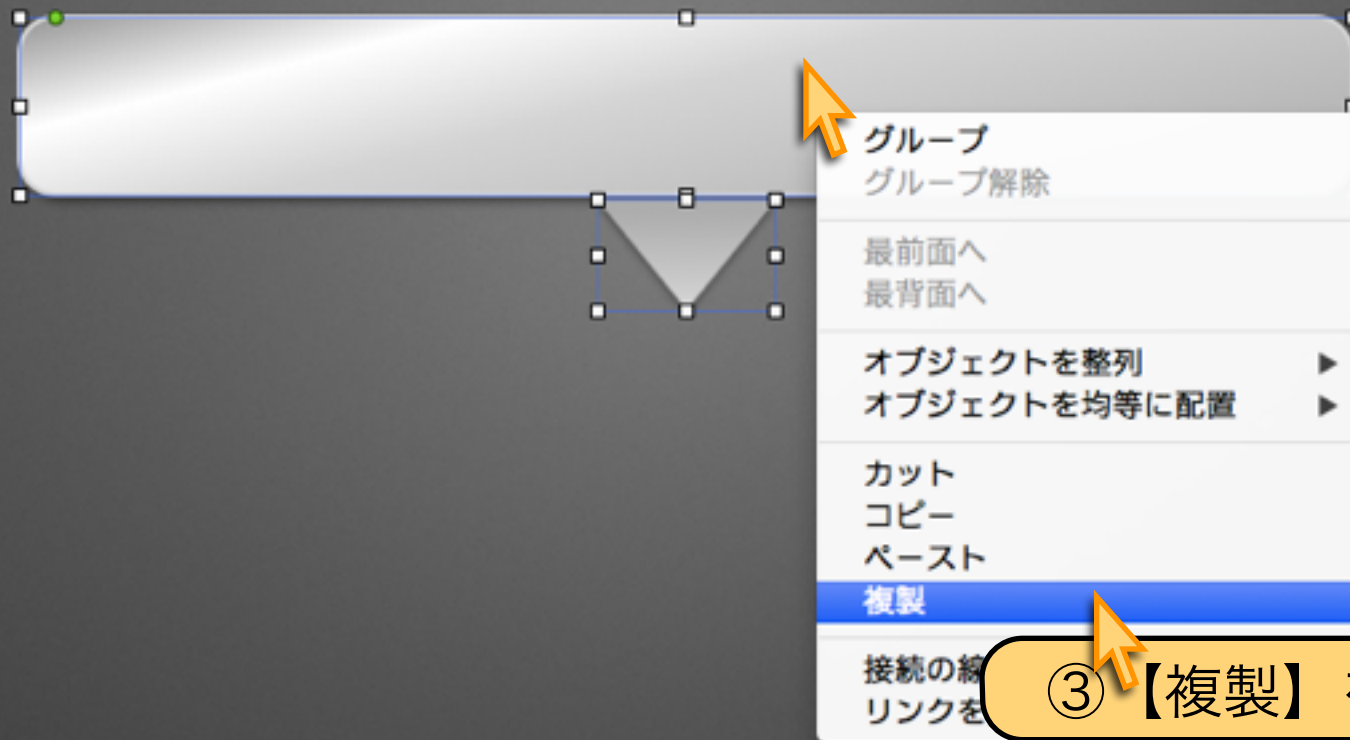 グループ
グループ解除
最前面へ
最背面へ
オブジェクトを整列
オブジェクトを均等に配置
カット
コピー
ペースト
複製
接続の線
リンクを
③【複製】